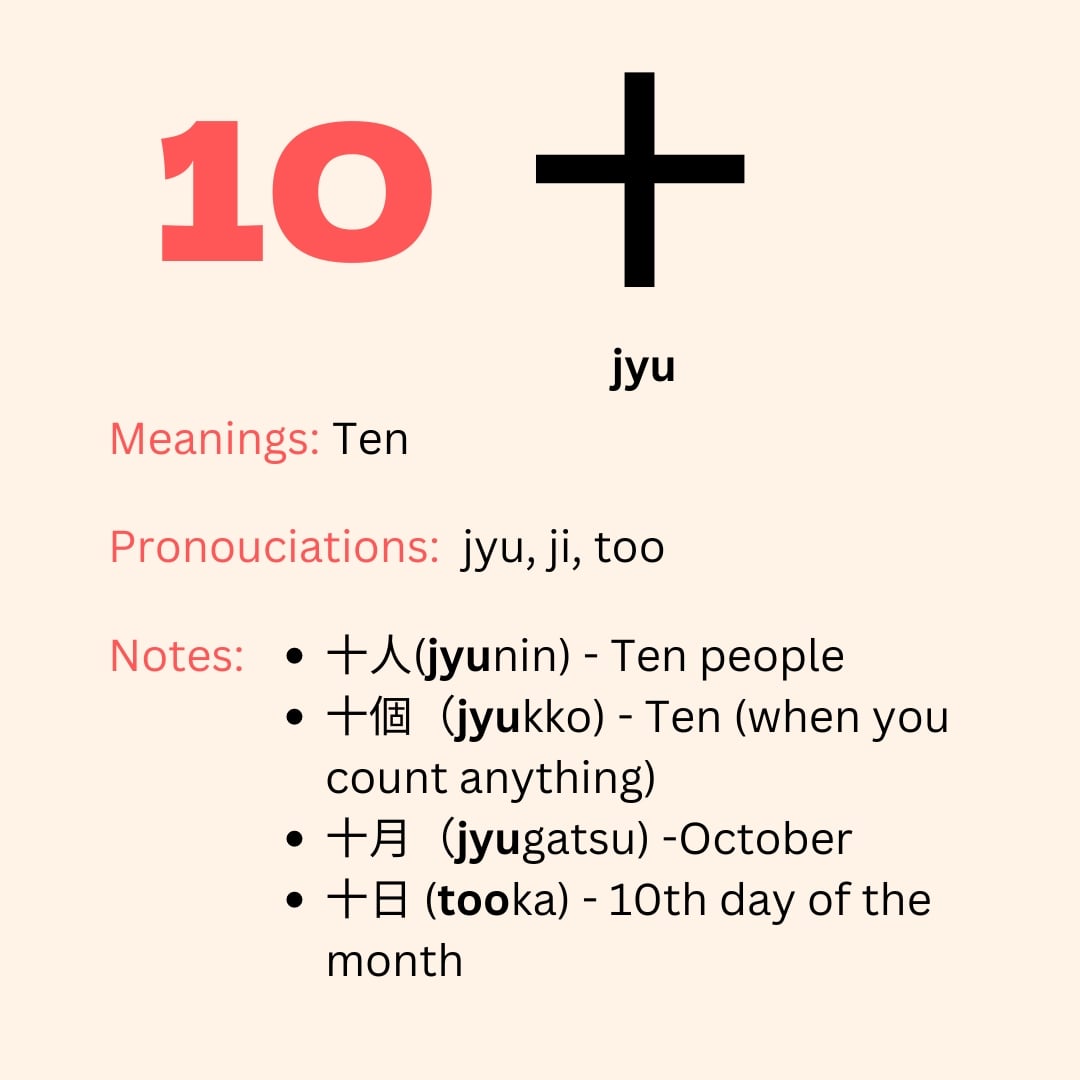 10 十
jyu
Meanings: Ten
Pronouciations: jyu, ji, too
Notes: • 十人(jyunin) - Ten people
• 十個（jyukko) - Ten (when you
count anything)
• 十月（jyugatsu) -October
• 十日 (tooka) - 10th day of the
month